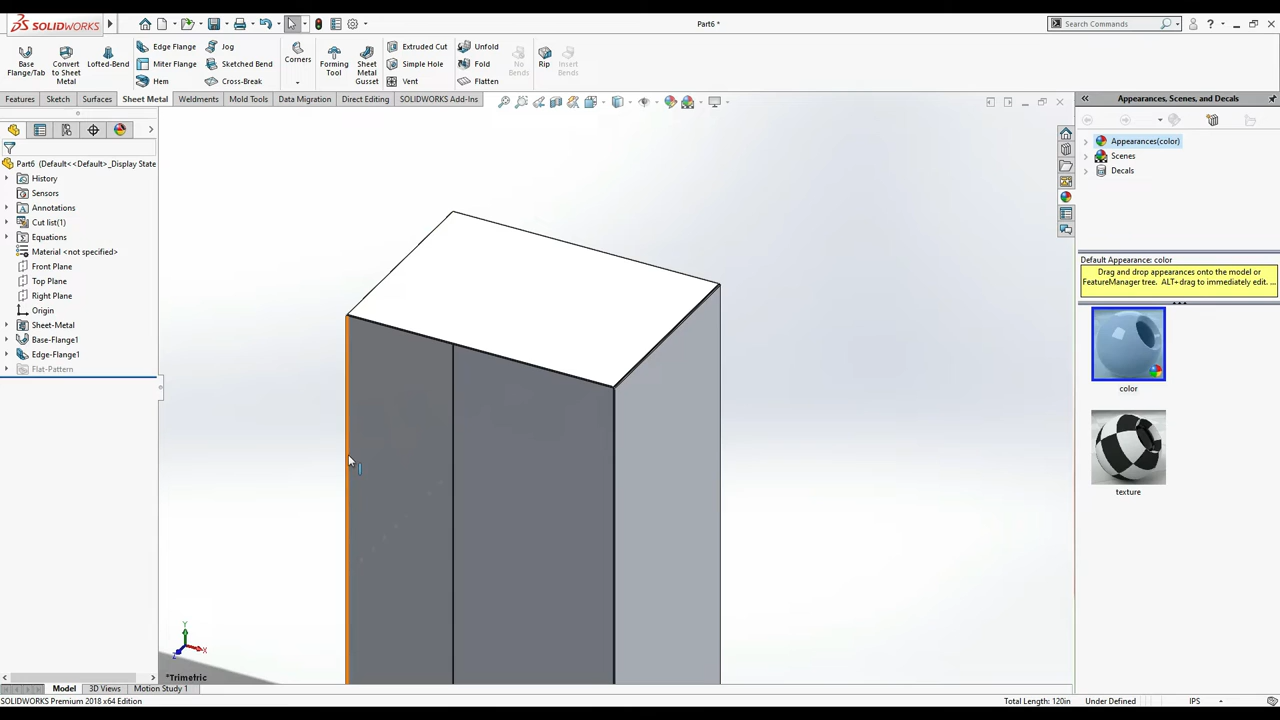 SOLIDWORKS
Part6 *
Search Commands
Base Flange/Tab
Convert to Sheet Metal
Lofted-Bend
Edge Flange
Miter Flange
Hem
Jog
Sketched Bend
Cross-Break
Corners
Forming Tool
Sheet Metal Gusset
Extruded Cut
Simple Hole
Vent
Unfold
Fold
Flatten
No Bends
Rip
Insert Bends
Features
Sketch
Surfaces
Sheet Metal
Weldments
Mold Tools
Data Migration
Direct Editing
SOLIDWORKS Add-Ins
Part6 (Default<<Default>_Display State
History
Sensors
Annotations
Cut list(1)
Equations
Material <not specified>
Front Plane
Top Plane
Right Plane
Origin
Sheet-Metal
Base-Flange1
Edge-Flange1
Flat-Pattern
Y
X
Z
*Trimetric
Appearances, Scenes, and Decals
Appearances(color)
Scenes
Decals
Default Appearance: color
Drag and drop appearances onto the model or
FeatureManager tree. ALT+drag to immediately edit. ...
color
texture
Model
3D Views
Motion Study 1
SOLIDWORKS Premium 2018 x64 Edition
Total Length: 120in
Under Defined
IPS